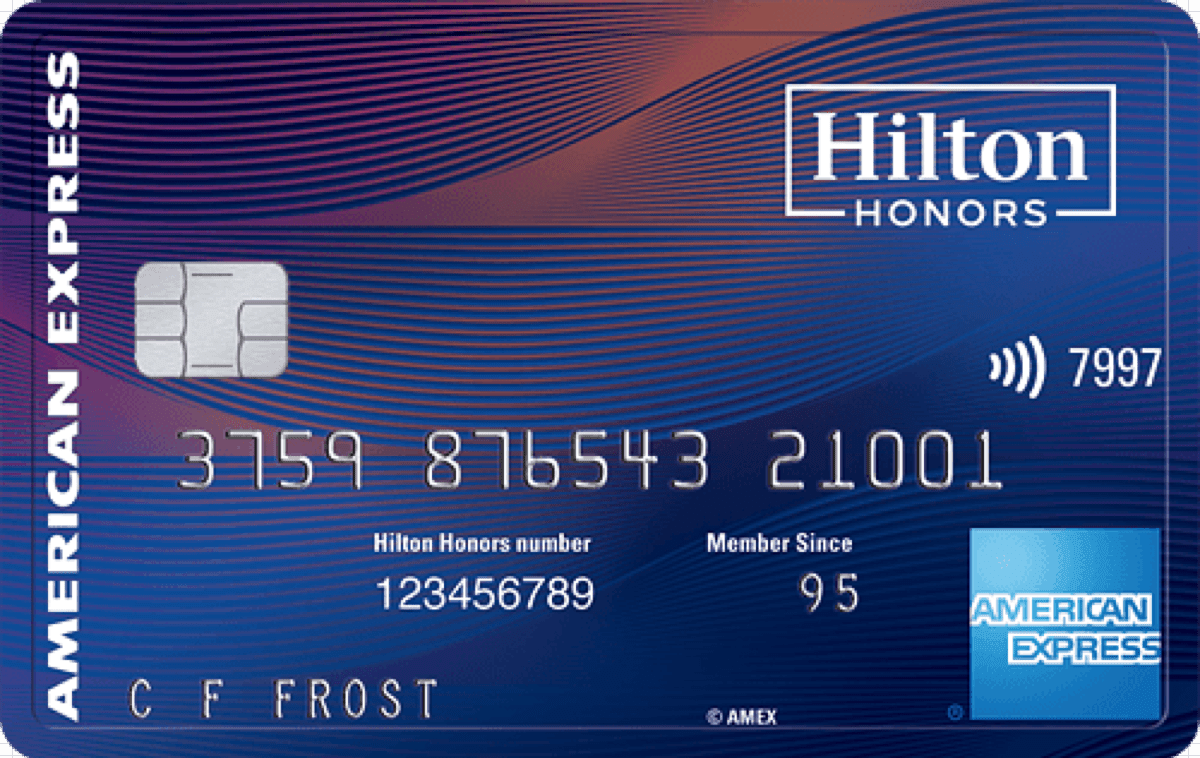 AMERICAN EXPRESS
Hilton
HONORS
7997
3759 876543 21001
Hilton Honors number
Member Since
123456789
95
AMERICAN
EXPRESS
®
C F FROST
© AMEX